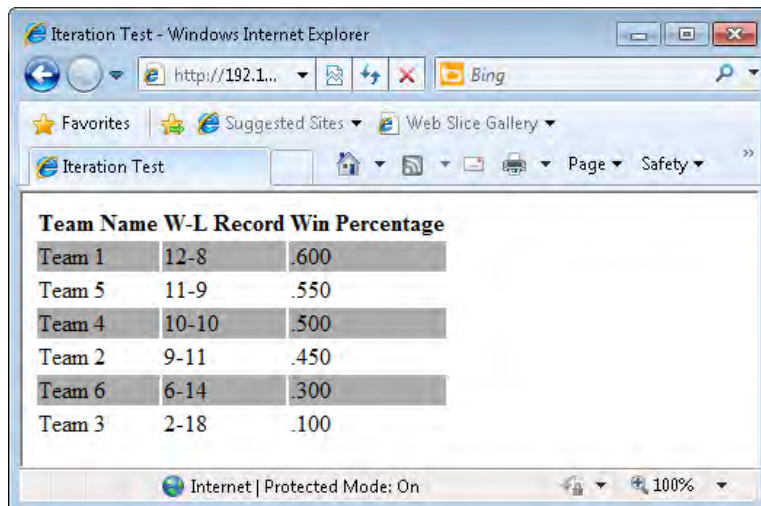 Iteration Test - Windows Internet Explorer
http://192.1... Bing
Favorites Suggested Sites Web Slice Gallery
Iteration Test Page Safety »
Team Name W-L Record Win Percentage
Team 1 12-8 .600
Team 5 11-9 .550
Team 4 10-10 .500
Team 2 9-11 .450
Team 6 6-14 .300
Team 3 2-18 .100
Internet | Protected Mode: On 100%